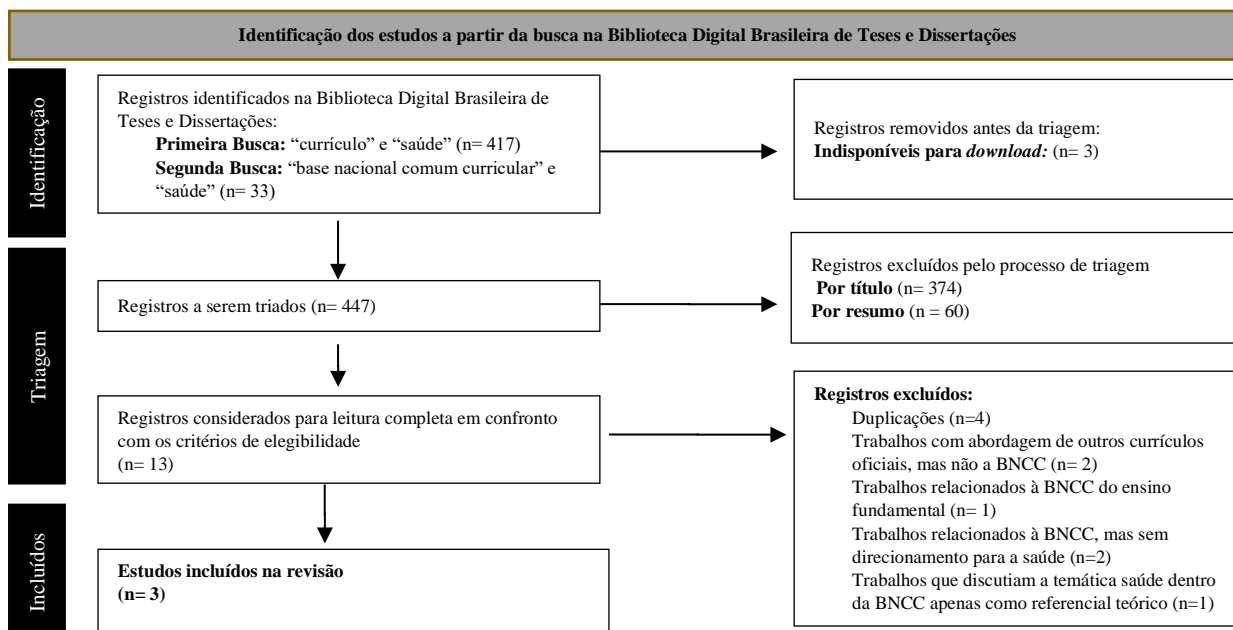 Identificação dos estudos a partir da busca na Biblioteca Digital Brasileira de Teses e Dissertações
Identificação
Registros identificados na Biblioteca Digital Brasileira de
Teses e Dissertações:
Primeira Busca: “currículo” e “saúde” (n= 417)
Segunda Busca: “base nacional comum curricular” e
“saúde” (n= 33)
Registros removidos antes da triagem:
Indisponíveis para download: (n= 3)
Triagem
Registros a serem triados (n= 447)
Registros excluídos pelo processo de triagem
Por título (n= 374)
Por resumo (n = 60)
Registros considerados para leitura completa em confronto
com os critérios de elegibilidade
(n= 13)
Registros excluídos:
Duplicações (n=4)
Trabalhos com abordagem de outros currículos
oficiais, mas não a BNCC (n= 2)
Trabalhos relacionados à BNCC do ensino
fundamental (n= 1)
Trabalhos relacionados à BNCC, mas sem
direcionamento para a saúde (n=2)
Trabalhos que discutiam a temática saúde dentro
da BNCC apenas como referencial teórico (n=1)
Incluídos
Estudos incluídos na revisão
(n= 3)